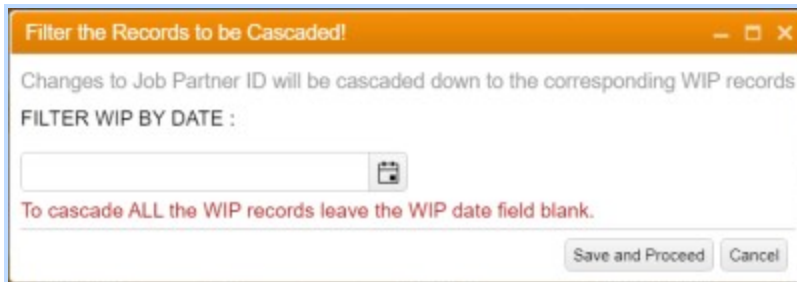 Filter the Records to be Cascaded!
Changes to Job Partner ID will be cascaded down to the corresponding WIP records
FILTER WIP BY DATE :
To cascade ALL the WIP records leave the WIP date field blank.
Save and Proceed Cancel